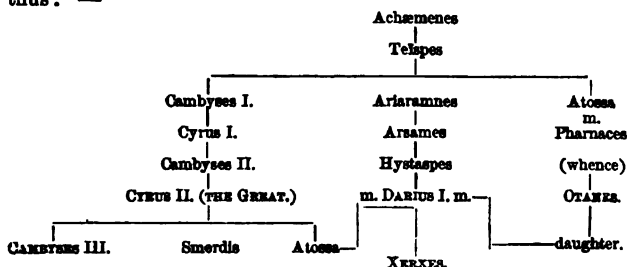 thus: —
Achæmenes
Teïspes
Cambyses I. Ariaramnes Atossa
m.
Cyrus I. Arsames Pharnaces
Cambyses II. Hystaspes (whence)
CYRUS II. (THE GREAT.) m. DARIUS I. m. OTANES.
CAMBYSES III. Smerdis Atossa daughter.
XERXES.